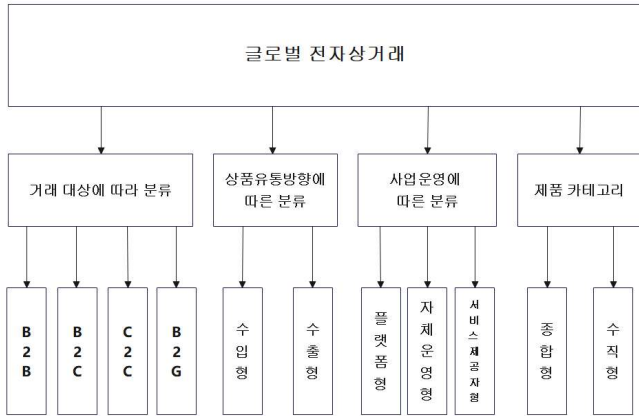 글로벌 전자상거래
거래 대상에 따라 분류
상품유통방향에
따른 분류
사업운영에
따른 분류
제품 카테고리
B2B
B2C
C2C
B2G
수입형
수출형
플랫폼형
자체운영형
서비스제공자형
종합형
수직형